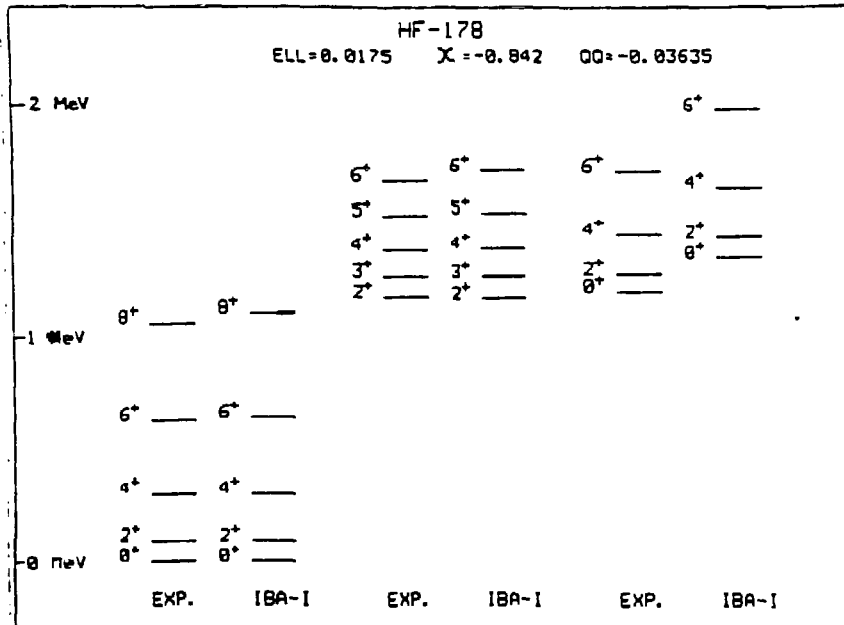 HF-178
ELL=0.0175 X=-0.842 QQ=-0.03635
2 MeV
6+
6+ 6+ 6+ 4+
5+ 5+
4+ 4+ 4+ 2+
0+
3+ 3+ 2+
2+ 2+ 0+
8+ 8+
1 MeV
6+ 6+
4+ 4+
2+ 2+
0+ 0+
0 MeV
EXP. IBA-I EXP. IBA-I EXP. IBA-I